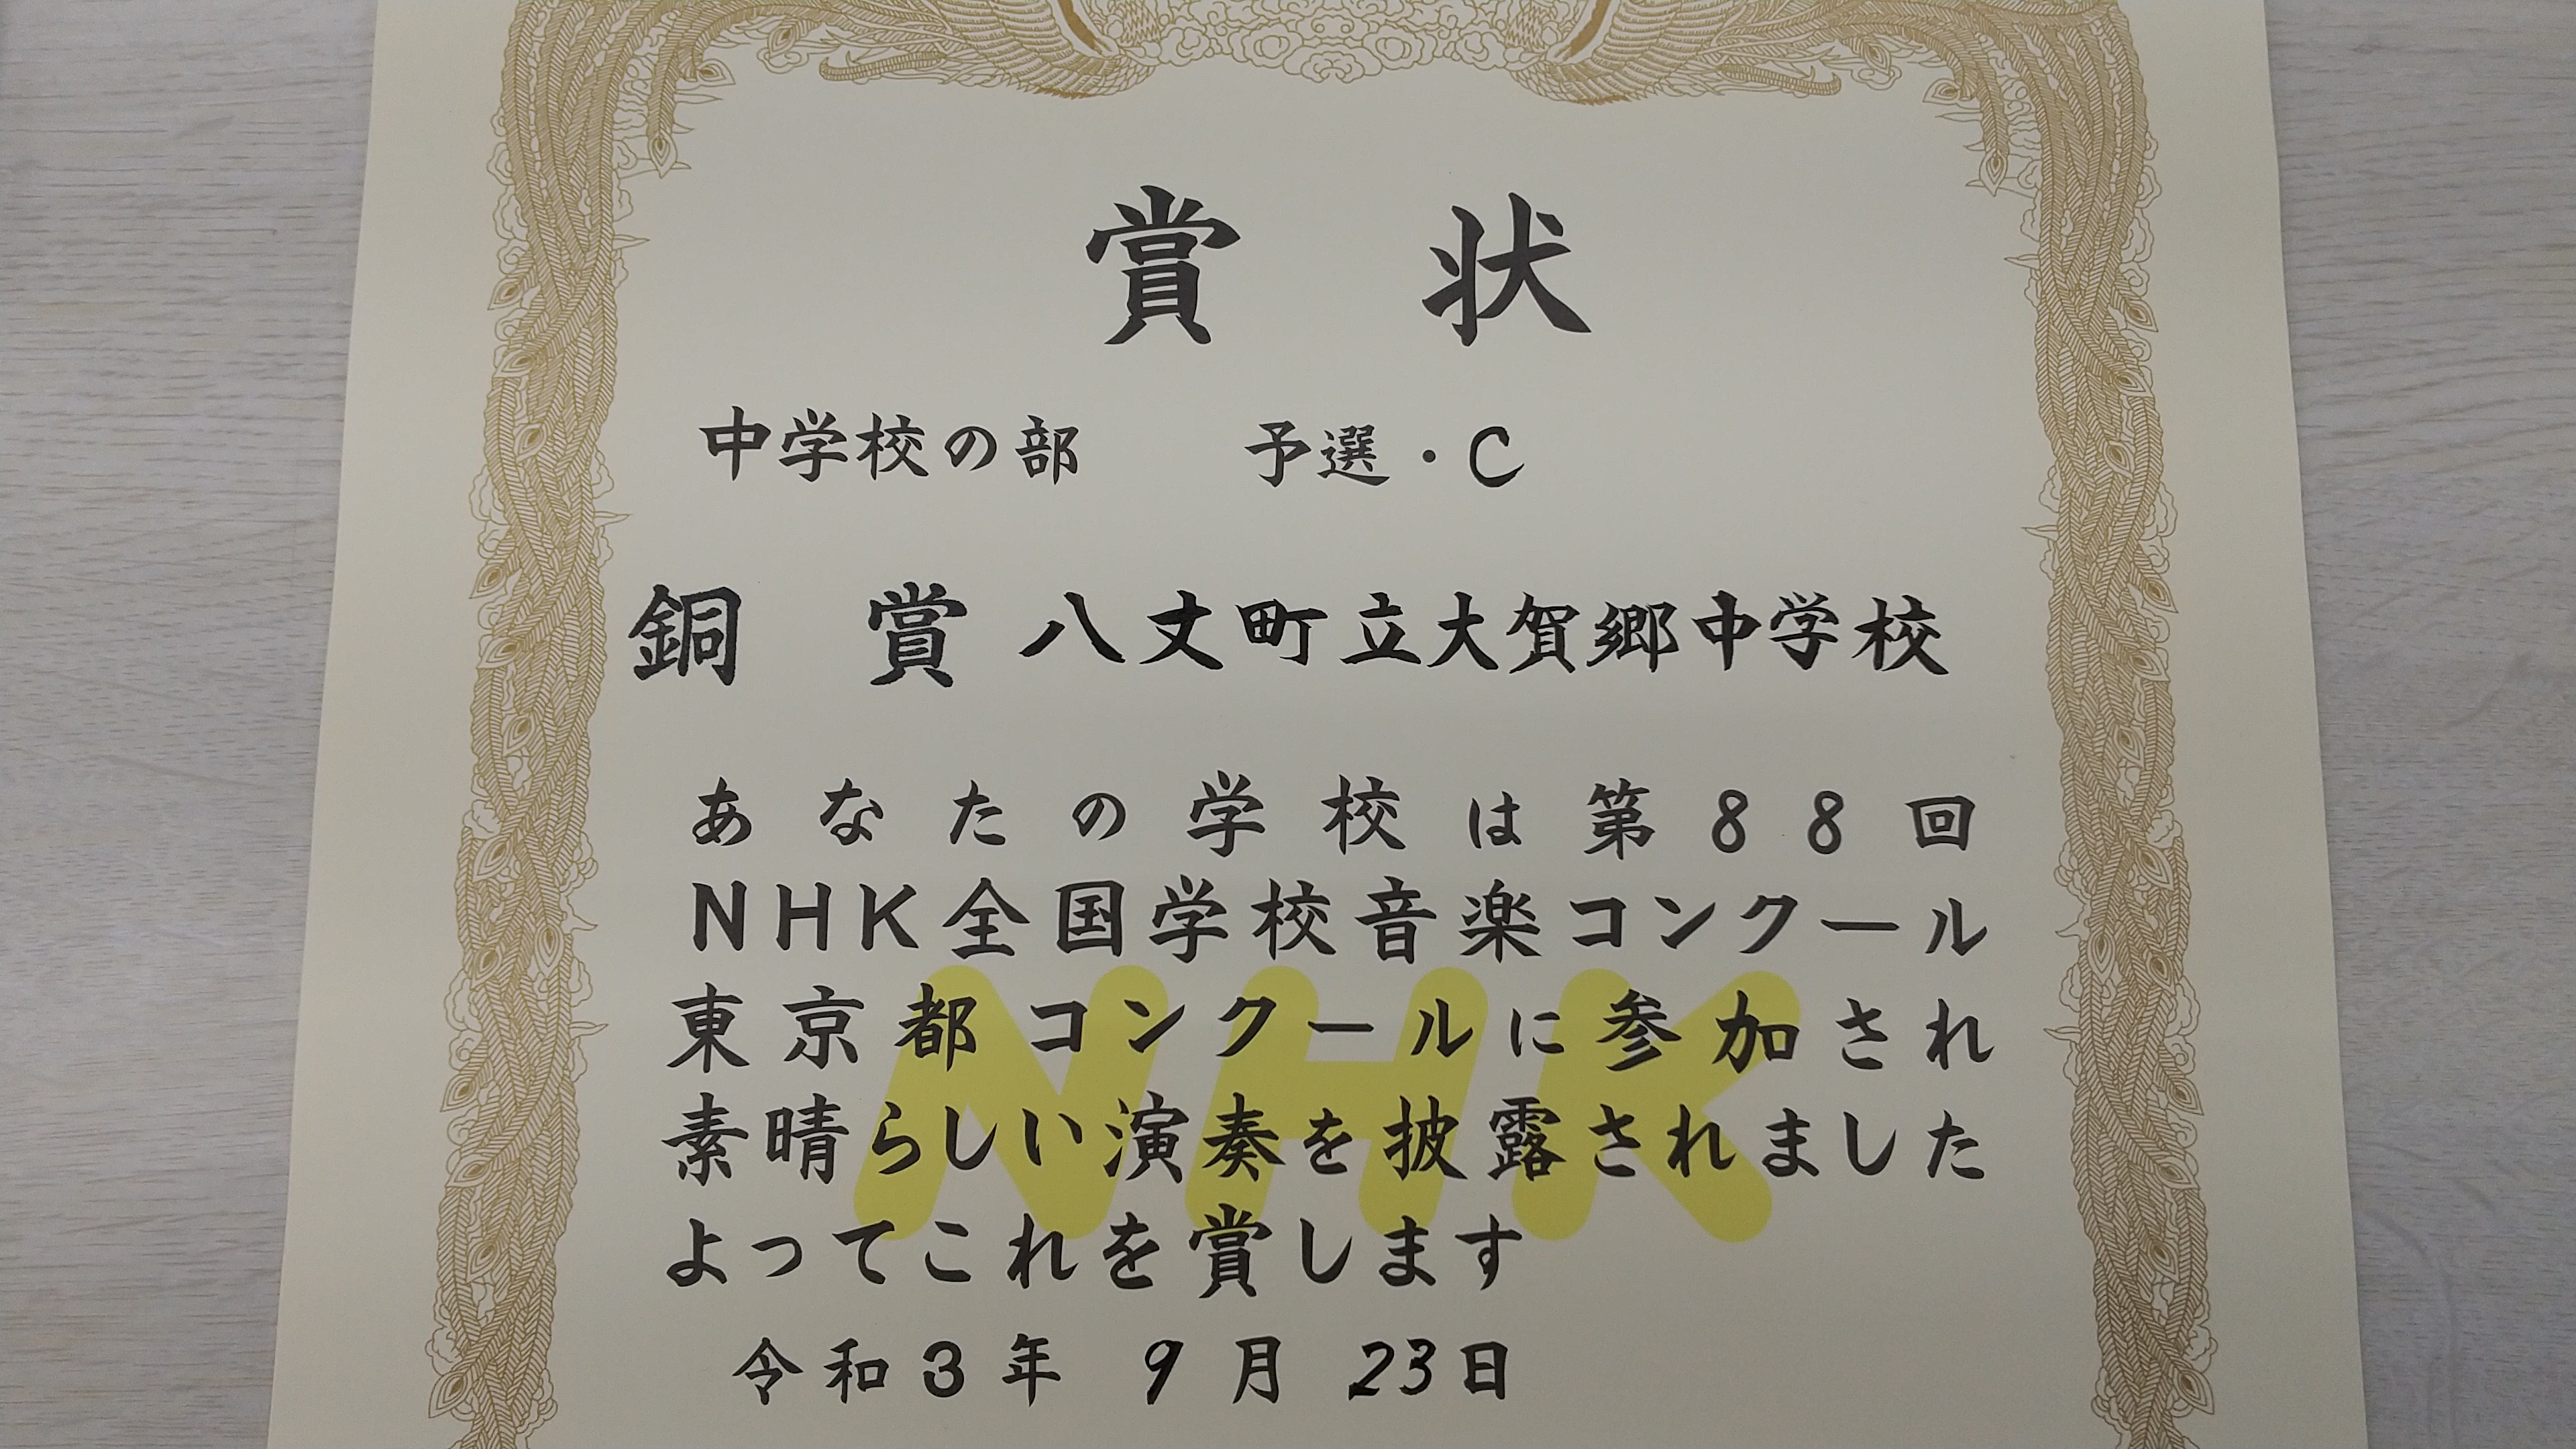 賞状
中学校の部 予選・C
銅賞 八丈町立大賀郷中学校
あなたの学校は第88回
NHK全国学校音楽コンクール
東京都コンクールに参加され
素晴らしい演奏を披露されました
よってこれを賞します
令和3年 9月 23日
NHK